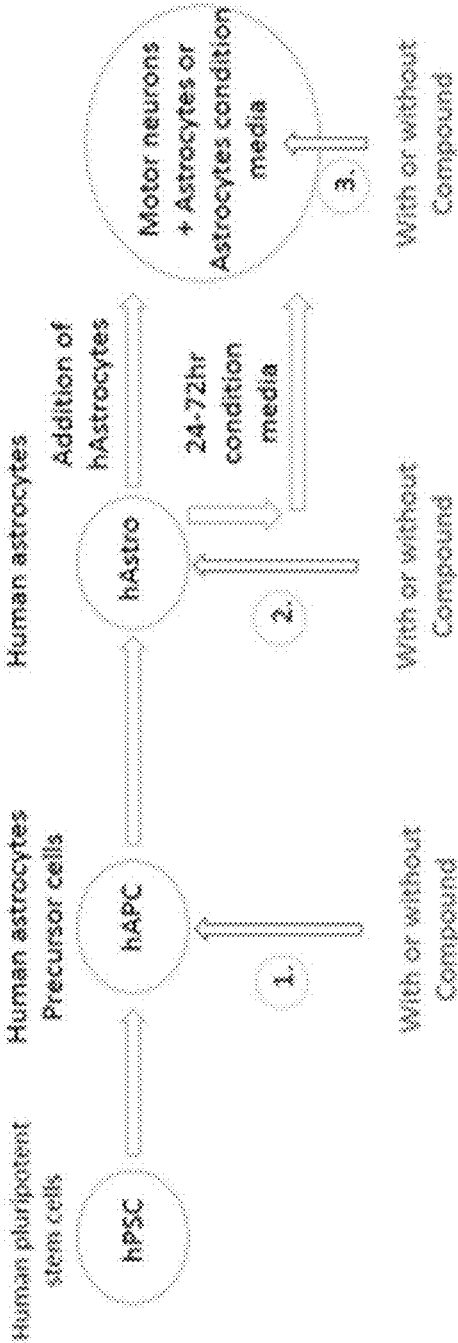 Human pluripotent
stem cells
hPSC
Human astrocytes
Precursor cells
hAPC
1.
With or without
Compound
Human astrocytes
hAstro
2.
With or without
Compound
Addition of
hAstrocytes
24-72hr
condition
media
Motor neurons
+ Astrocytes or
Astrocytes condition
media
3.
With or without
Compound